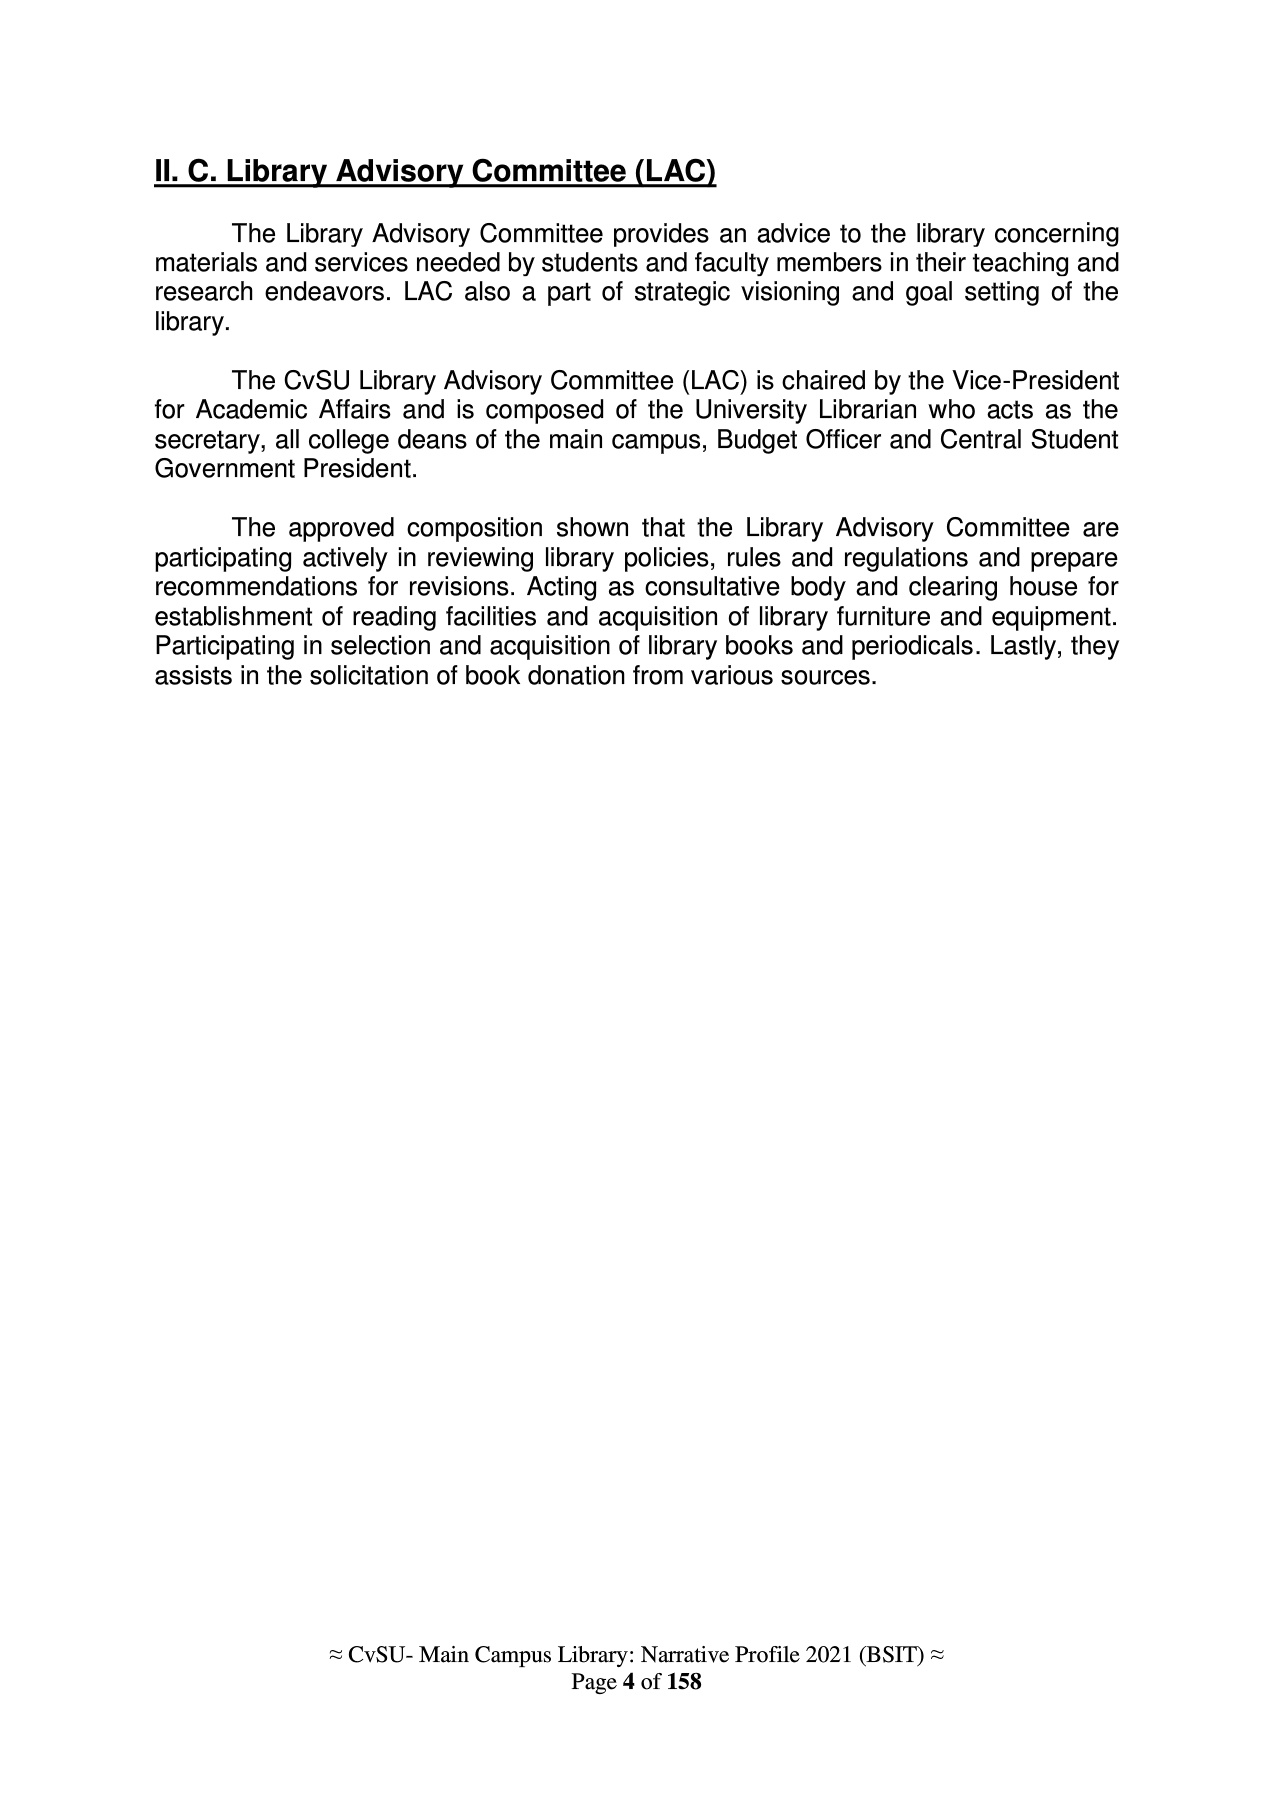 II. C. Library Advisory Committee (LAC)
The Library Advisory Committee provides an advice to the library concerning
materials and services needed by students and faculty members in their teaching and
research endeavors. LAC also a part of strategic visioning and goal setting of the
library.
The CvSU Library Advisory Committee (LAC) is chaired by the Vice-President
for Academic Affairs and is composed of the University Librarian who acts as the
secretary, all college deans of the main campus, Budget Officer and Central Student
Government President.
The approved composition shown that the Library Advisory Committee are
participating actively in reviewing library policies, rules and regulations and prepare
recommendations for revisions. Acting as consultative body and clearing house for
establishment of reading facilities and acquisition of library furniture and equipment.
Participating in selection and acquisition of library books and periodicals. Lastly, they
assists in the solicitation of book donation from various sources.
≈ CvSU- Main Campus Library: Narrative Profile 2021 (BSIT) ≈
Page 4 of 158